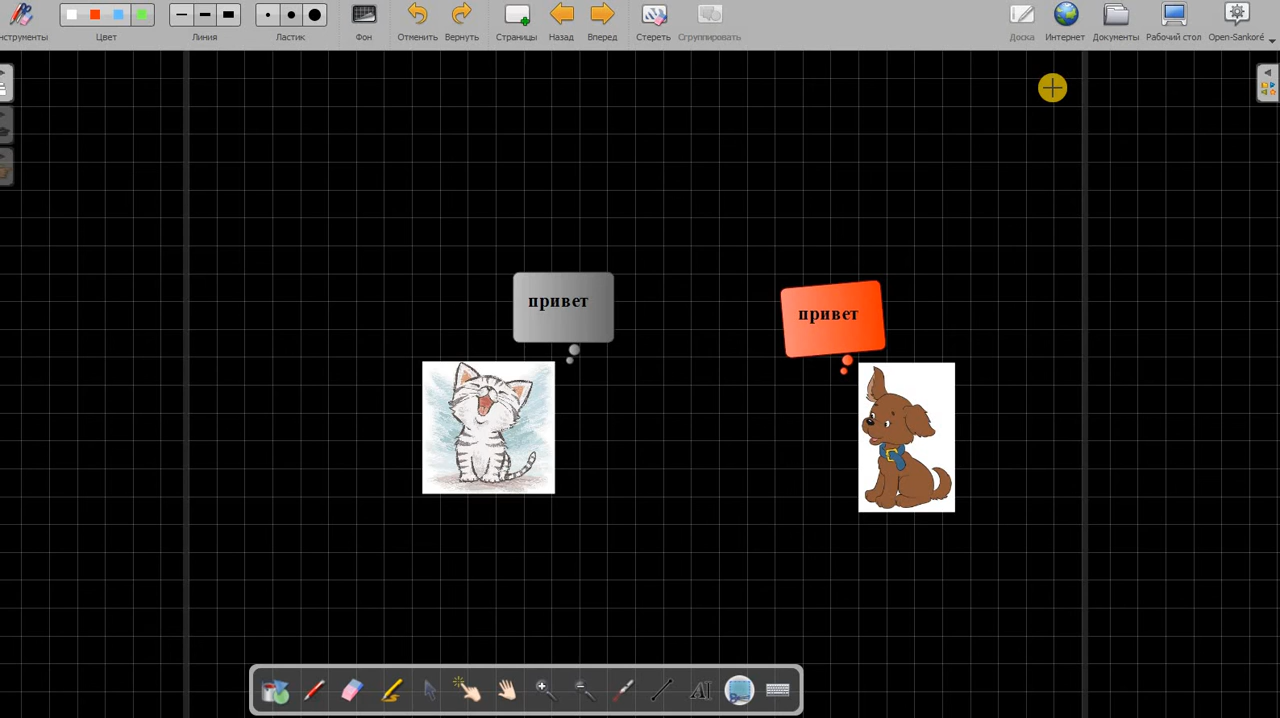 нструменты
Цвет
Линия
Ластик
Фон
Отменить
Вернуть
Страницы
Назад
Вперед
Стереть
Сгруппировать
Доска
Интернет
Документы
Рабочий стол
Open-Sankoré
привет
привет